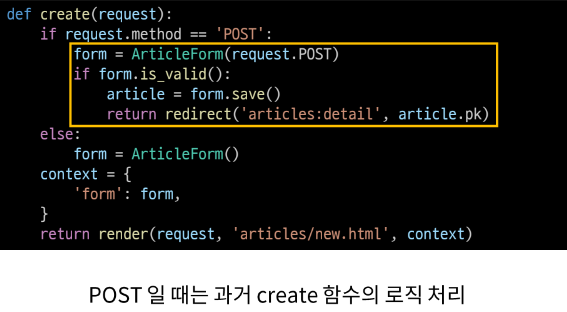 def create(request):
    if request.method == 'POST':
        form = ArticleForm(request.POST)
        if form.is_valid():
            article = form.save()
            return redirect('articles:detail', article.pk)
    else:
        form = ArticleForm()
    context = {
        'form': form,
    }
    return render(request, 'articles/new.html', context)
POST 일 때는 과거 create 함수의 로직 처리